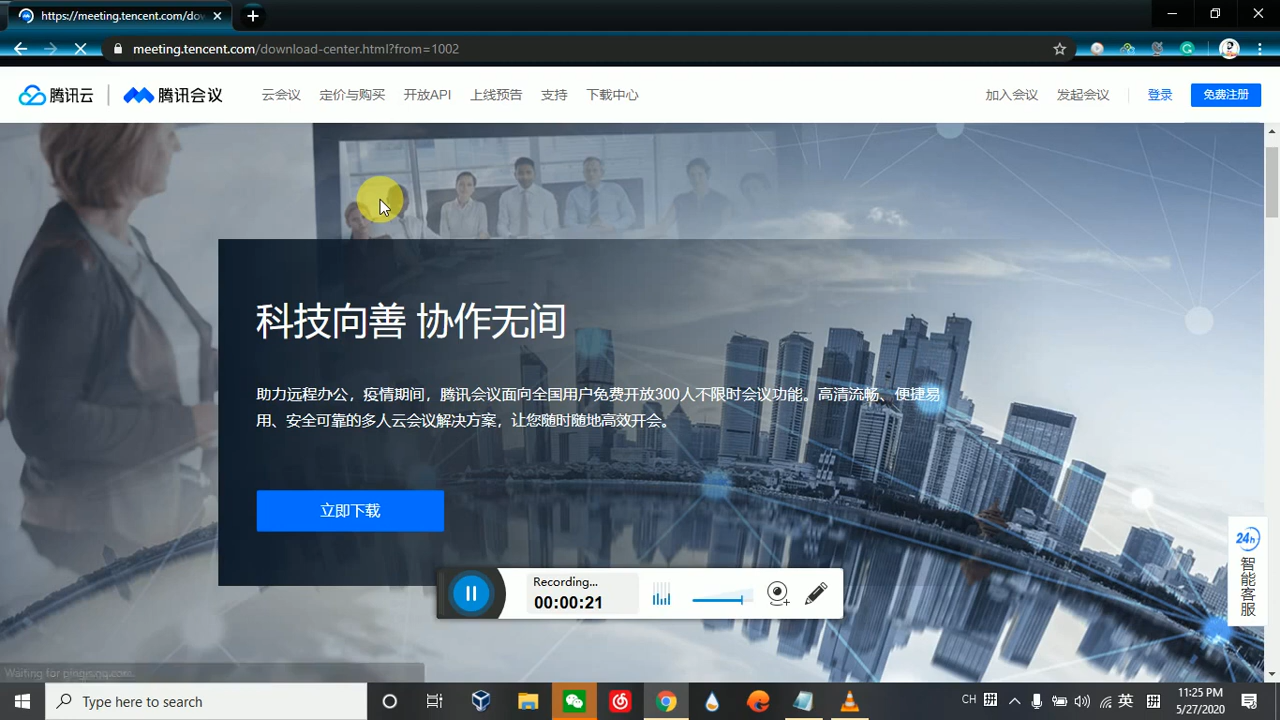 https://meeting.tencent.com/dow
meeting.tencent.com/download-center.html?from=1002
腾讯云
腾讯会议
云会议
定价与购买
开放API
上线预告
支持
下载中心
加入会议
发起会议
登录
免费注册
科技向善 协作无间
助力远程办公，疫情期间，腾讯会议面向全国用户免费开放300人不限时会议功能。高清流畅、便捷易
用、安全可靠的多人云会议解决方案，让您随时随地高效开会。
立即下载
24h
智能客服
Recording...
00:00:21
Waiting for pingjs.qq.com...
Type here to search
CH
拼
英
拼
11:25 PM
5/27/2020